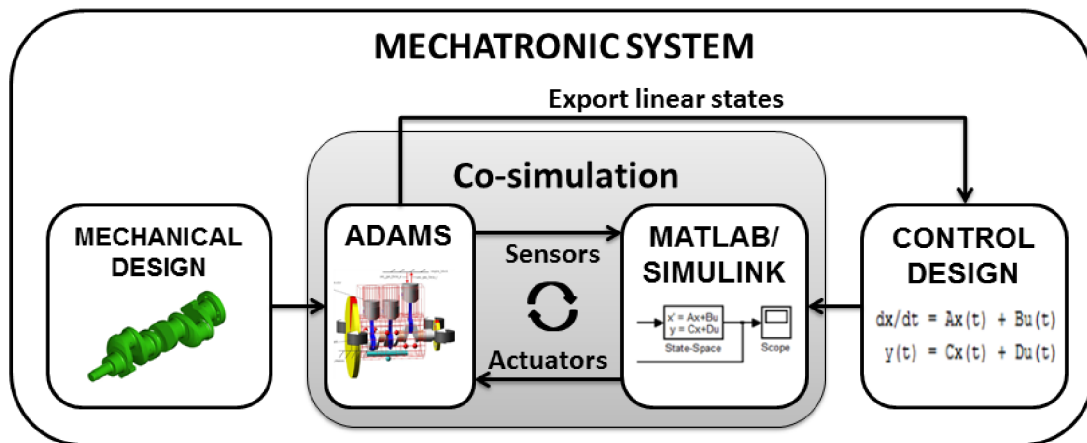 MECHATRONIC SYSTEM
Export linear states
Co-simulation
MECHANICAL
DESIGN
ADAMS
Sensors
Actuators
MATLAB/
SIMULINK
x' = Ax+Bu
y = Cx+Du
State-Space
Scope
CONTROL
DESIGN
dx/dt = Ax(t) + Bu(t)
y(t) = Cx(t) + Du(t)